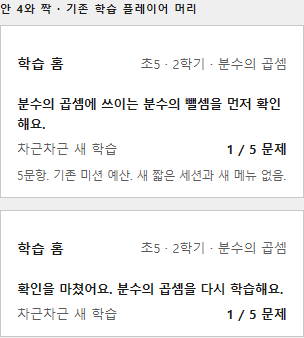 안 4와 짝 · 기존 학습 플레이어 머리
학습 홈
초5 · 2학기 · 분수의 곱셈
분수의 곱셈에 쓰이는 분수의 뺄셈을 먼저 확인
해요.
차근차근 새 학습
1 / 5 문제
5문항. 기존 미션 예산. 새 짧은 세션과 새 메뉴 없음.
학습 홈
초5 · 2학기 · 분수의 곱셈
확인을 마쳤어요. 분수의 곱셈을 다시 학습해요.
차근차근 새 학습
1 / 5 문제